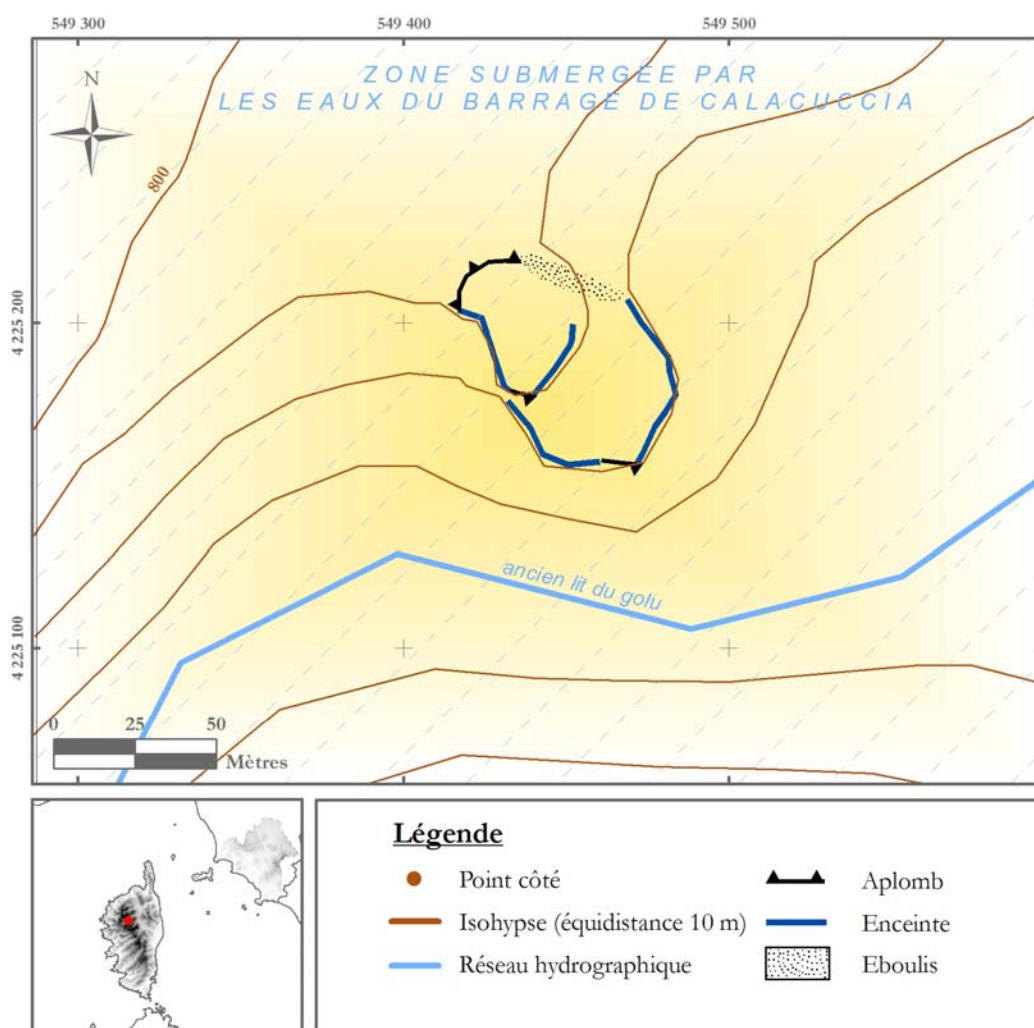 549 300
549 400
549 500
ZONE SUBMERGÉE PAR
LES EAUX DU BARRAGE DE CALACUCCIA
N
800
4 225 200
ancien lit du golu
4 225 100
0 25 50
Mètres
Légende
Point côté
Aplomb
Isohypse (équidistance 10 m)
Enceinte
Réseau hydrographique
Eboulis